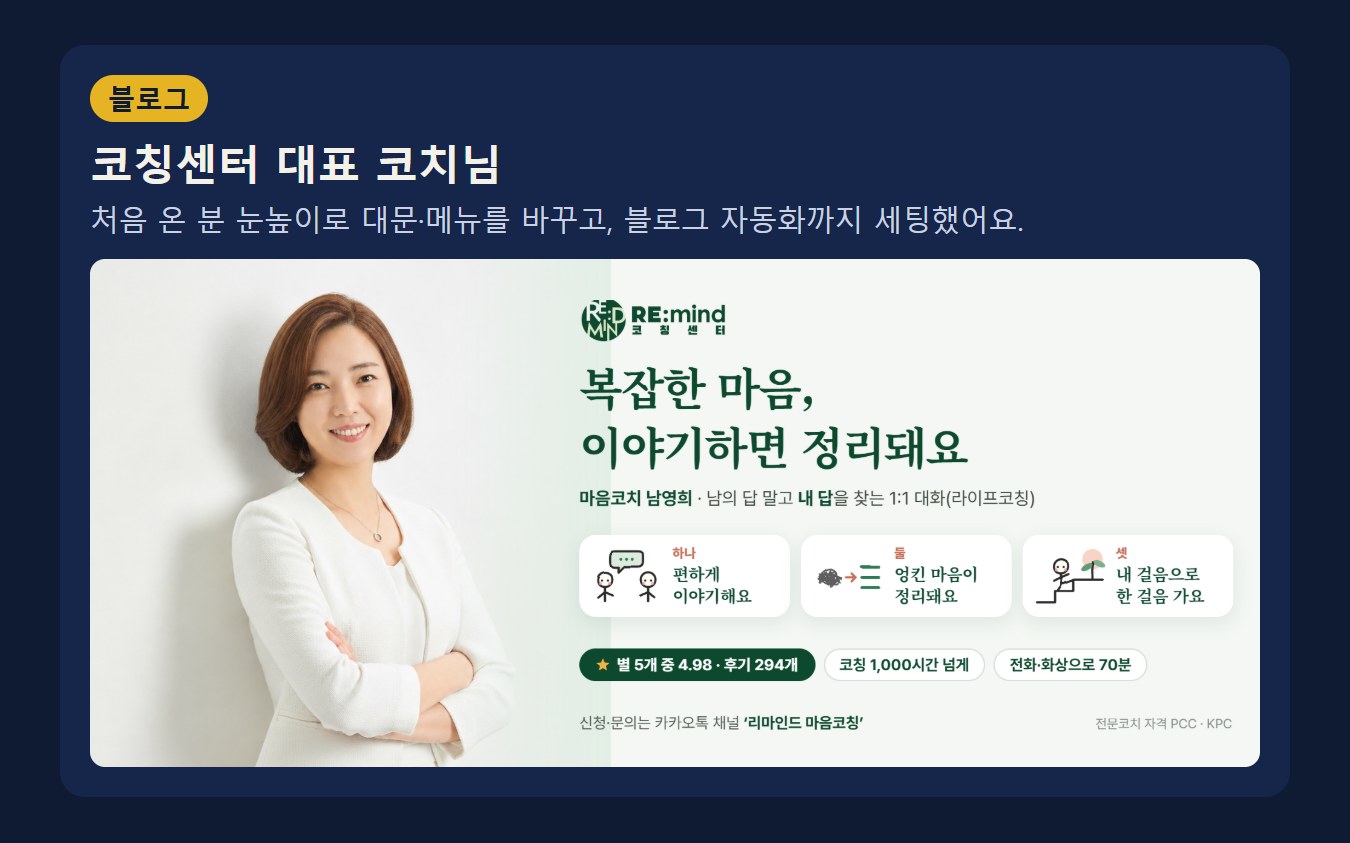 블로그
코칭센터 대표 코치님
처음 온 분 눈높이로 대문·메뉴를 바꾸고, 블로그 자동화까지 세팅했어요.
RE:D
MIN
RE:mind
코칭센터
복잡한 마음,
이야기하면 정리돼요
마음코치 남영희 · 남의 답 말고 내 답을 찾는 1:1 대화(라이프코칭)
하나
편하게
이야기해요
둘
엉킨 마음이
정리돼요
셋
내 걸음으로
한 걸음 가요
★ 별 5개 중 4.98 · 후기 294개
코칭 1,000시간 넘게
전화·화상으로 70분
신청·문의는 카카오톡 채널 ‘리마인드 마음코칭’
전문코치 자격 PCC · KPC